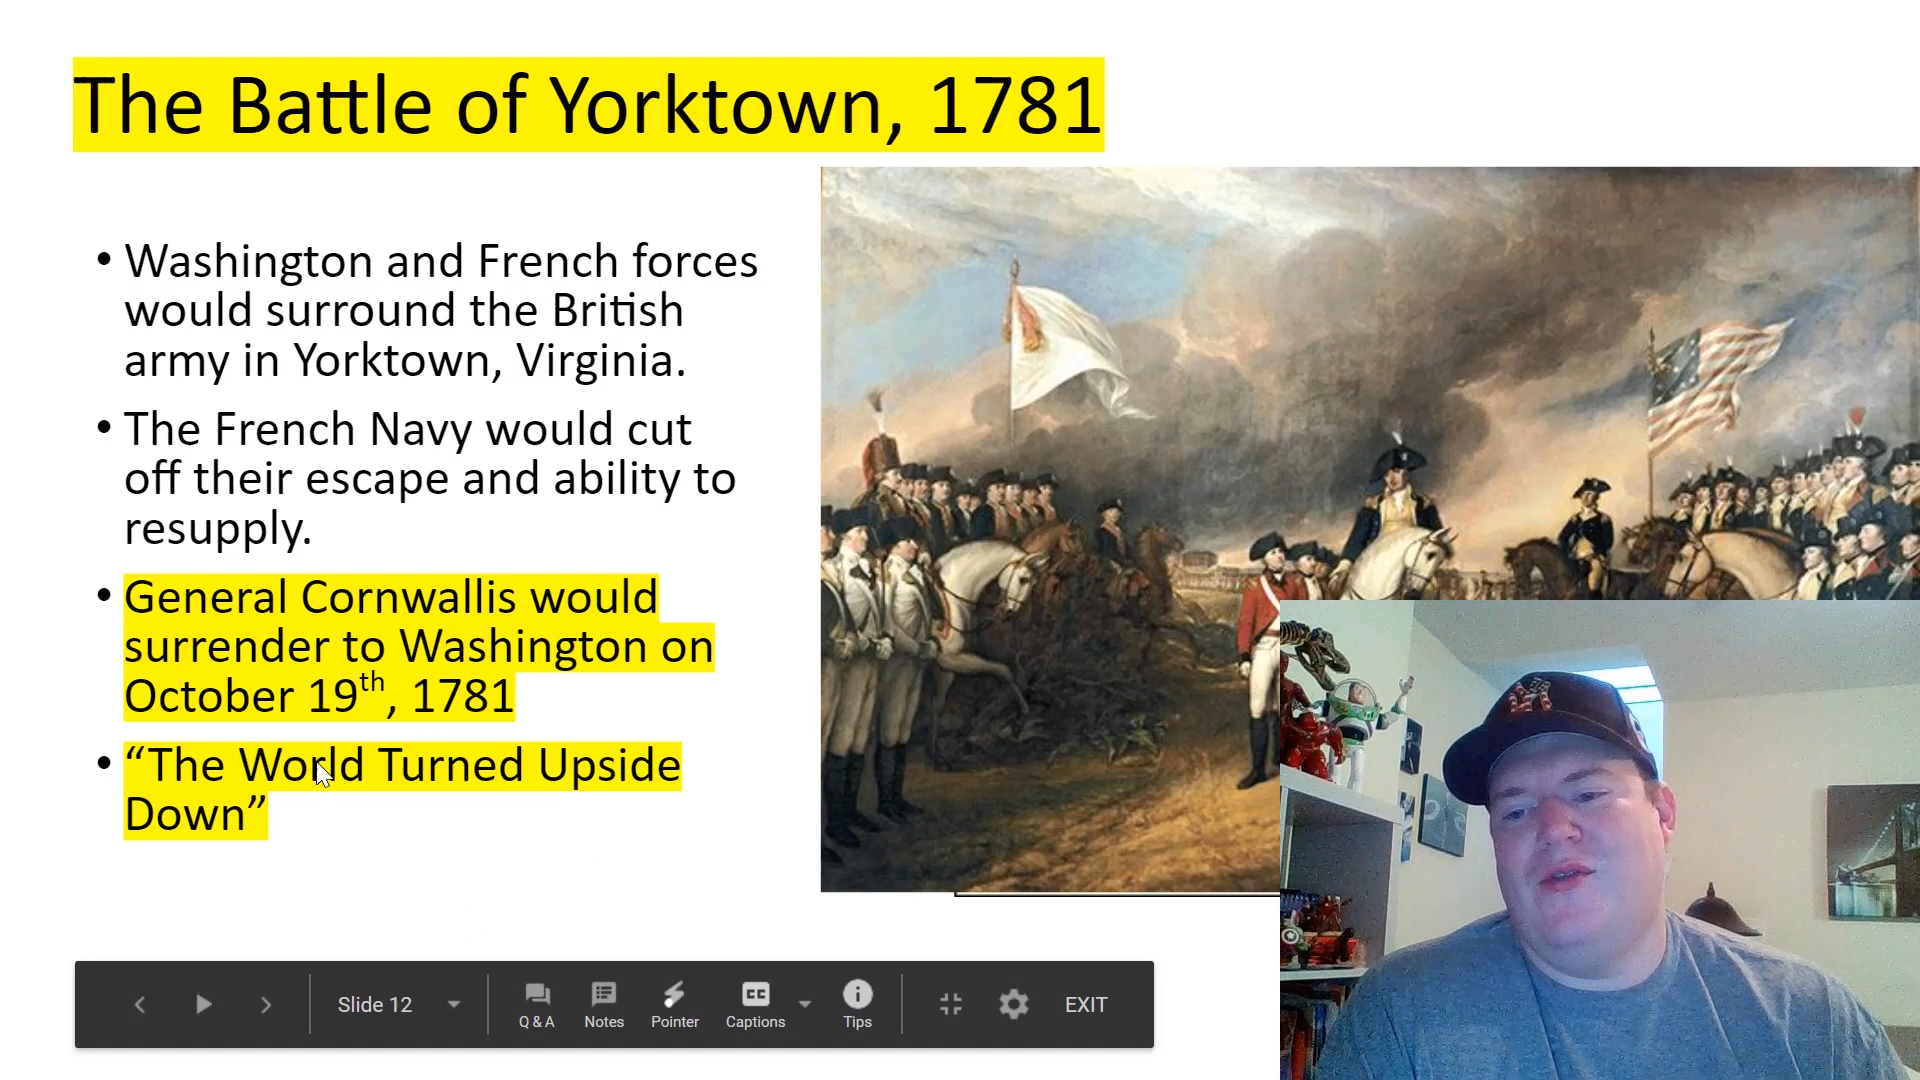 The Battle of Yorktown, 1781
• Washington and French forces
would surround the British
army in Yorktown, Virginia.
• The French Navy would cut
off their escape and ability to
resupply.
• General Cornwallis would
surrender to Washington on
October 19th, 1781
• “The World Turned Upside
Down”
Slide 12
Q & A
Notes
Pointer
CC
Captions
Tips
EXIT